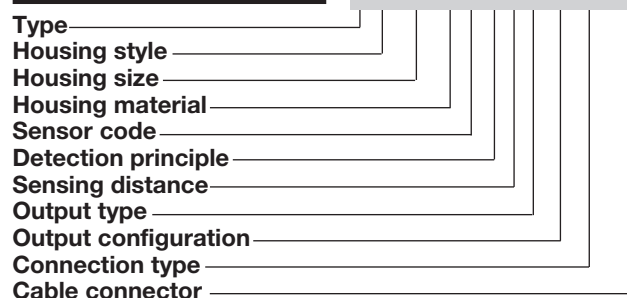 Type
Housing style
Housing size
Housing material
Sensor code
Detection principle
Sensing distance
Output type
Output configuration
Connection type
Cable connector